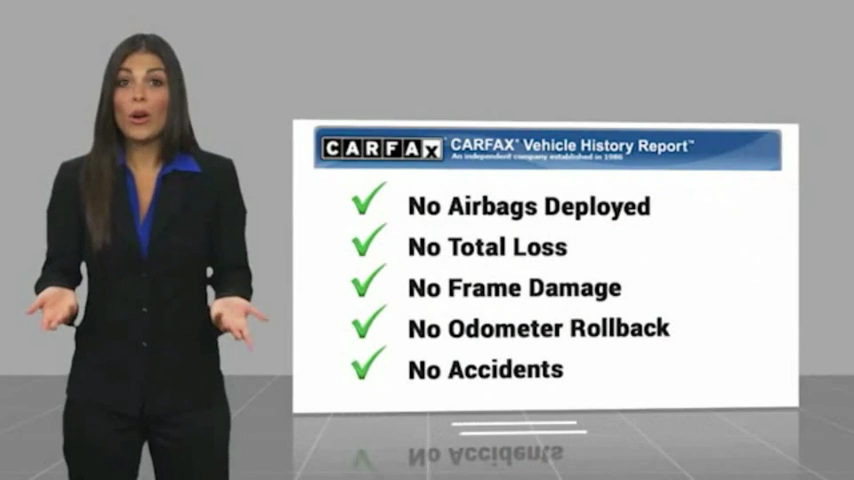 CARFAX CARFAX® Vehicle History Report™
An independent company established in 1986
No Airbags Deployed
No Total Loss
No Frame Damage
No Odometer Rollback
No Accidents
No Accidents